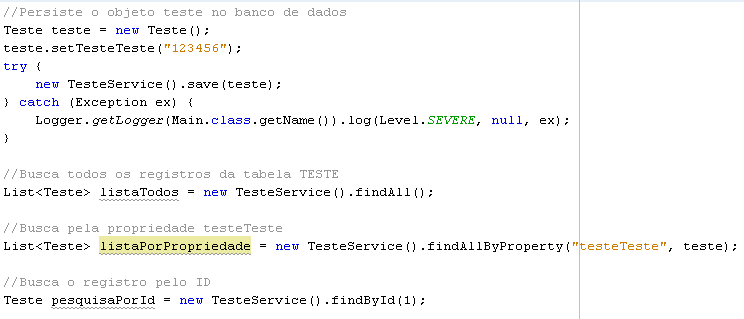 //Persiste o objeto teste no banco de dados
Teste teste = new Teste();
teste.setTesteTeste("123456");
try {
    new TesteService().save(teste);
} catch (Exception ex) {
    Logger.getLogger(Main.class.getName()).log(Level.SEVERE, null, ex);
}

//Busca todos os registros da tabela TESTE
List<Teste> listaTodos = new TesteService().findAll();

//Busca pela propriedade testeTeste
List<Teste> listaPorPropriedade = new TesteService().findAllByProperty("testeTeste", teste);

//Busca o registro pelo ID
Teste pesquisaPorId = new TesteService().findById(1);